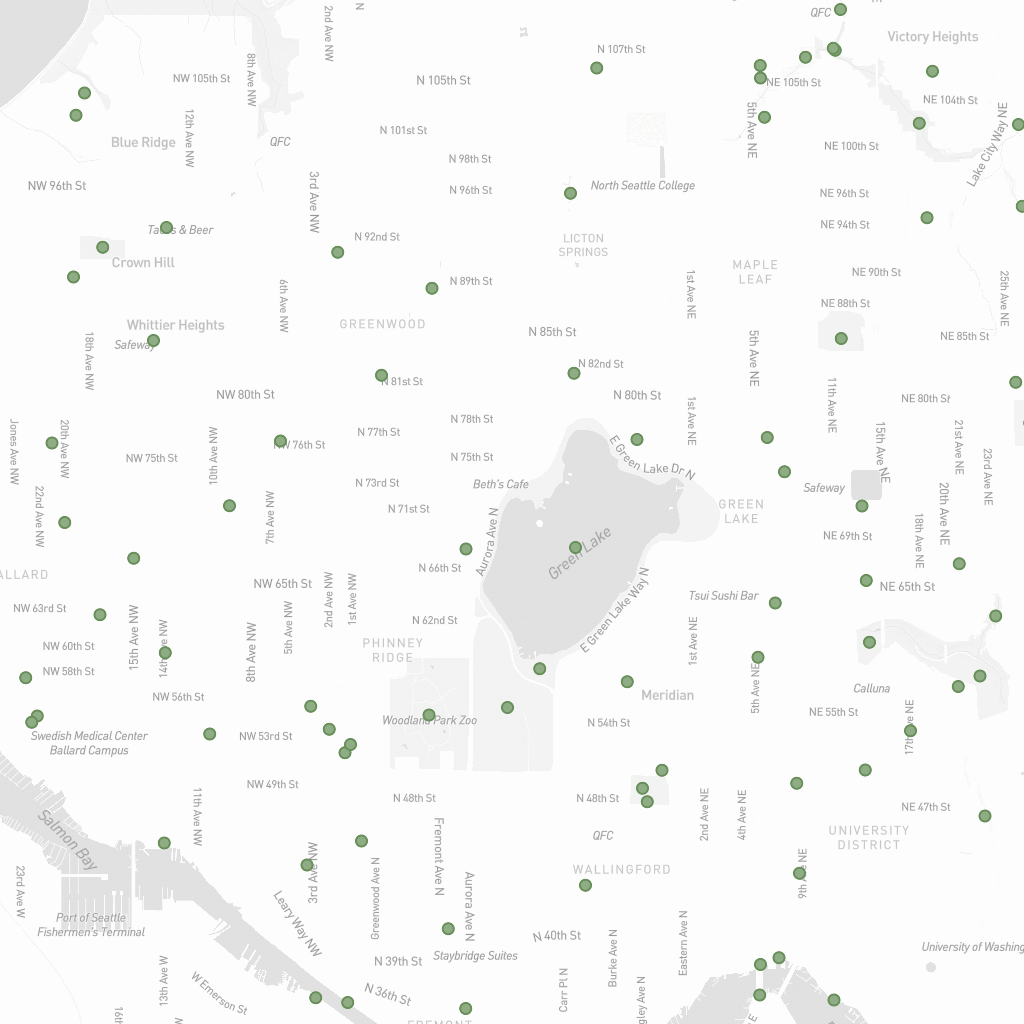 QFC
Victory Heights
2nd Ave NW
N
N 107th St
8th Ave NW
NW 105th St
N 105th St
NE 105th St
NE 104th St
12th Ave NW
N 101st St
5th Ave NE
Lake City Way NE
Blue Ridge
QFC
NE 100th St
N 98th St
NW 96th St
3rd Ave NW
N 96th St
North Seattle College
NE 96th St
NE 94th St
Tacos & Beer
N 92nd St
LICTON
SPRINGS
Crown Hill
MAPLE
LEAF
NE 90th St
1st Ave NE
25th Ave NE
N 89th St
6th Ave NW
NE 88th St
Whittier Heights
GREENWOOD
Safeway
N 85th St
NE 85th St
18th Ave NW
5th Ave NE
N 82nd St
N 81st St
NW 80th St
N 80th St
NE 80th St
11th Ave NE
1st Ave NE
N 78th St
Jones Ave NW
20th Ave NW
10th Ave NW
N 77th St
NW 76th St
15th Ave NE
21st Ave NE
23rd Ave NE
NW 75th St
N 75th St
E Green Lake Dr N
N 73rd St
Beth's Cafe
Safeway
22nd Ave NW
7th Ave NW
N 71st St
Aurora Ave N
GREEN
LAKE
20th Ave NE
18th Ave NE
NE 69th St
Green Lake
N 66th St
ALLARD
NW 65th St
NE 65th St
2nd Ave NW
1st Ave NW
Tsui Sushi Bar
E Green Lake Way N
NW 63rd St
5th Ave NW
N 62nd St
15th Ave NW
14th Ave NW
8th Ave NW
1st Ave NE
NW 60th St
PHINNEY
RIDGE
NW 58th St
5th Ave NE
Calluna
NW 56th St
Meridian
NE 55th St
17th Ave NE
Woodland Park Zoo
N 54th St
Swedish Medical Center
Ballard Campus
NW 53rd St
NW 49th St
N 48th St
N 48th St
11th Ave NW
2nd Ave NE
4th Ave NE
NE 47th St
Salmon Bay
Fremont Ave N
QFC
UNIVERSITY
DISTRICT
3rd Ave NW
WALLINGFORD
9th Ave NE
23rd Ave W
Greenwood Ave N
Aurora Ave N
Leary Way NW
Port of Seattle
Fishermen's Terminal
N 40th St
Burke Ave N
Eastern Ave N
N 39th St
Staybridge Suites
University of Washing
13th Ave W
W Emerson St
N 36th St
Carr Pl N
gley Ave N
FREMONT